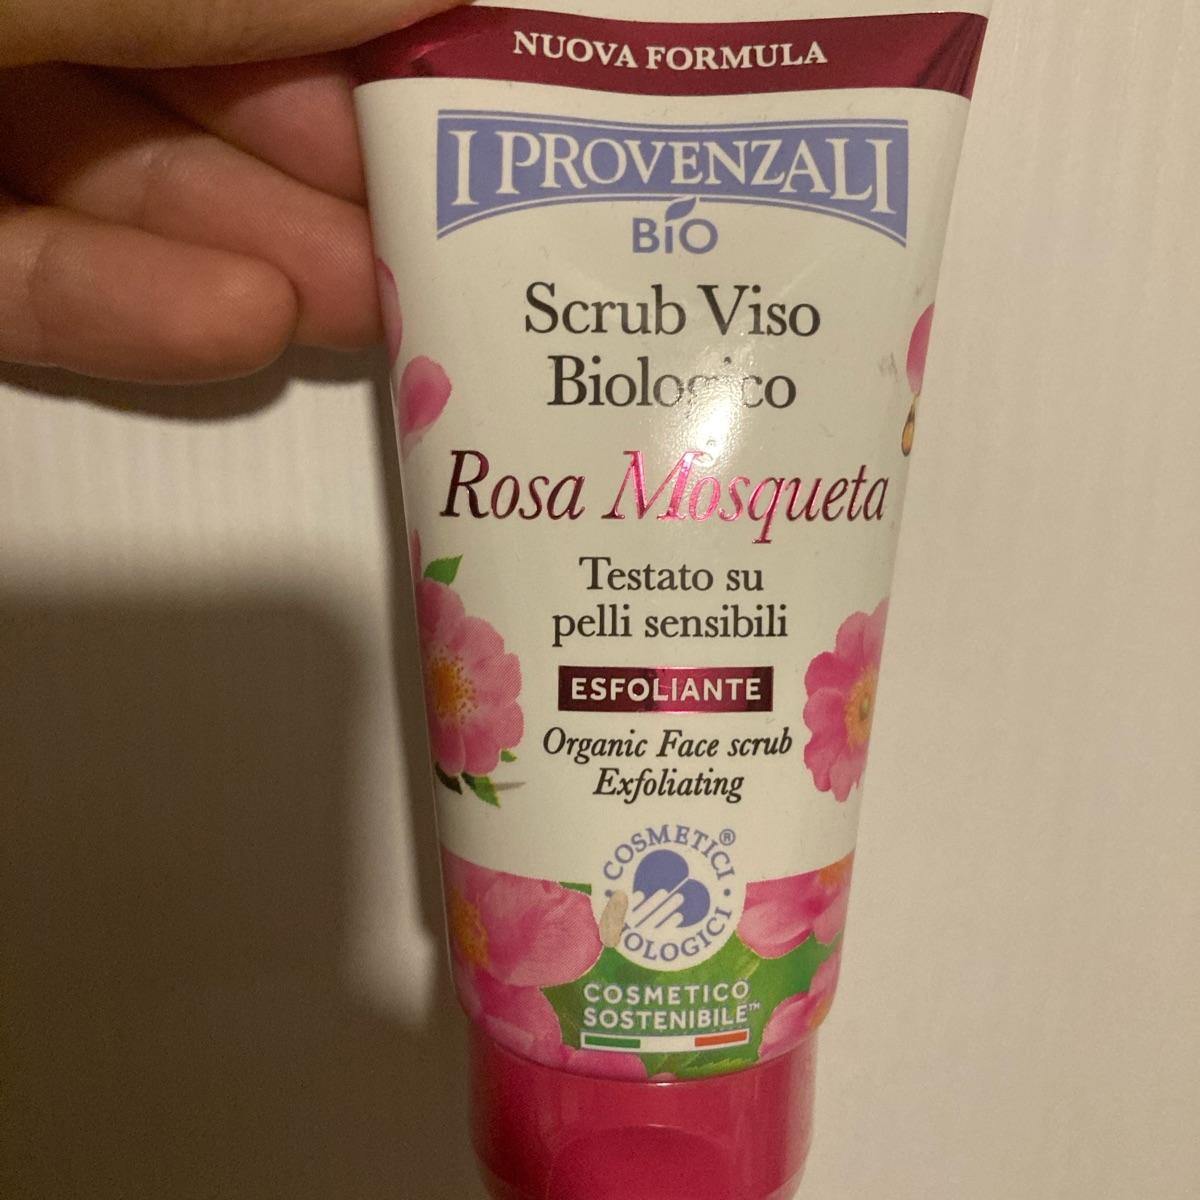 NUOVA FORMULA
I PROVENZALI
BIO
Scrub Viso
Biologico
Rosa Mosqueta
Testato su
pelli sensibili
ESFOLIANTE
Organic Face scrub
Exfoliating
COSMETICI ®
BIOLOGICI
COSMETICO
SOSTENIBILE™